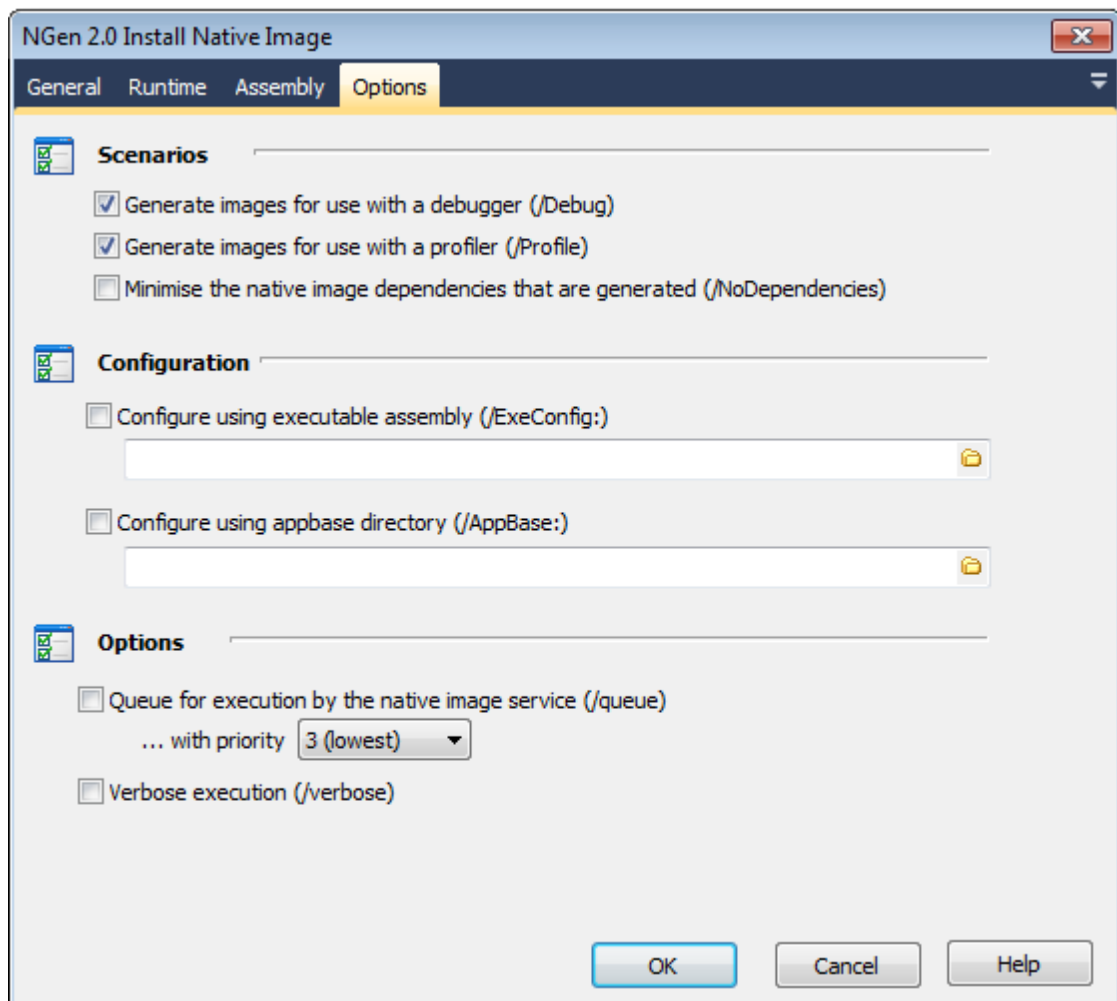 NGen 2.0 Install Native Image
General Runtime Assembly Options
Scenarios
Generate images for use with a debugger (/Debug)
Generate images for use with a profiler (/Profile)
Minimise the native image dependencies that are generated (/NoDependencies)
Configuration
Configure using executable assembly (/ExeConfig:)
Configure using appbase directory (/AppBase:)
Options
Queue for execution by the native image service (/queue)
... with priority 3 (lowest)
Verbose execution (/verbose)
OK Cancel Help